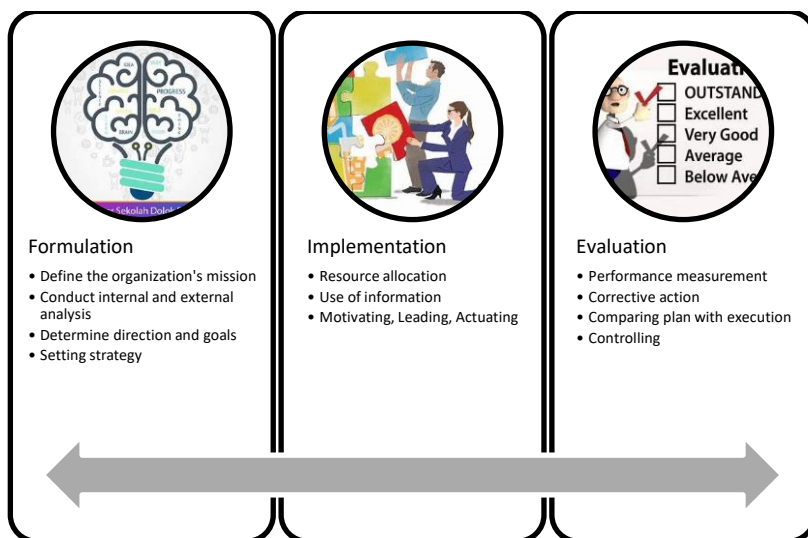 IDEA
PROGRESS
BRAIN
Sekolah Dolok
Evaluati
OUTSTAND
Excellent
Very Good
Average
Below Ave
Formulation
• Define the organization's mission
• Conduct internal and external
analysis
• Determine direction and goals
• Setting strategy
Implementation
• Resource allocation
• Use of information
• Motivating, Leading, Actuating
Evaluation
• Performance measurement
• Corrective action
• Comparing plan with execution
• Controlling